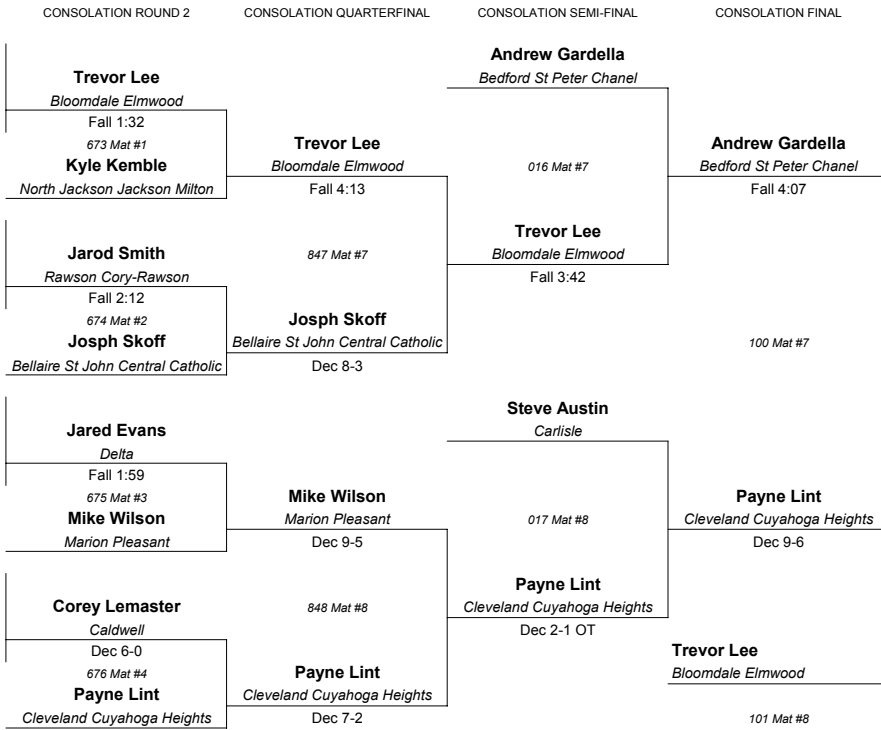 CONSOLATION ROUND 2
CONSOLATION QUARTERFINAL
CONSOLATION SEMI-FINAL
CONSOLATION FINAL
Trevor Lee
Bloomdale Elmwood
Fall 1:32
673 Mat #1
Kyle Kemble
North Jackson Jackson Milton
Jarod Smith
Rawson Cory-Rawson
Fall 2:12
674 Mat #2
Josph Skoff
Bellaire St John Central Catholic
Jared Evans
Delta
Fall 1:59
675 Mat #3
Mike Wilson
Marion Pleasant
Corey Lemaster
Caldwell
Dec 6-0
676 Mat #4
Payne Lint
Cleveland Cuyahoga Heights
Trevor Lee
Bloomdale Elmwood
Fall 4:13
847 Mat #7
Josph Skoff
Bellaire St John Central Catholic
Dec 8-3
Mike Wilson
Marion Pleasant
Dec 9-5
848 Mat #8
Payne Lint
Cleveland Cuyahoga Heights
Dec 7-2
Andrew Gardella
Bedford St Peter Chanel
016 Mat #7
Trevor Lee
Bloomdale Elmwood
Fall 3:42
Steve Austin
Carlisle
017 Mat #8
Payne Lint
Cleveland Cuyahoga Heights
Dec 2-1 OT
Andrew Gardella
Bedford St Peter Chanel
Fall 4:07
100 Mat #7
Payne Lint
Cleveland Cuyahoga Heights
Dec 9-6
Trevor Lee
Bloomdale Elmwood
101 Mat #8